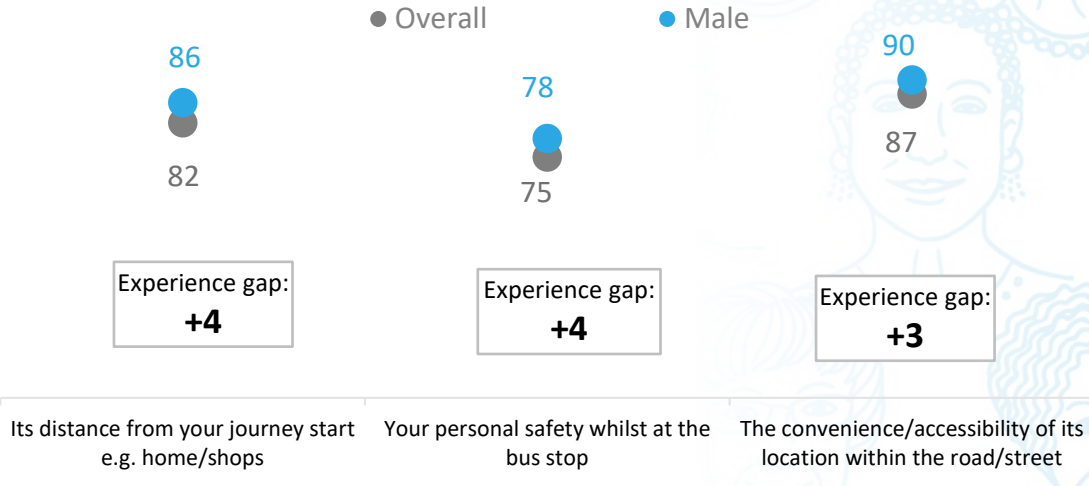 Overall
Male
86
82
Experience gap:
+4
78
75
Experience gap:
+4
90
87
Experience gap:
+3
Its distance from your journey start
e.g. home/shops
Your personal safety whilst at the
bus stop
The convenience/accessibility of its
location within the road/street